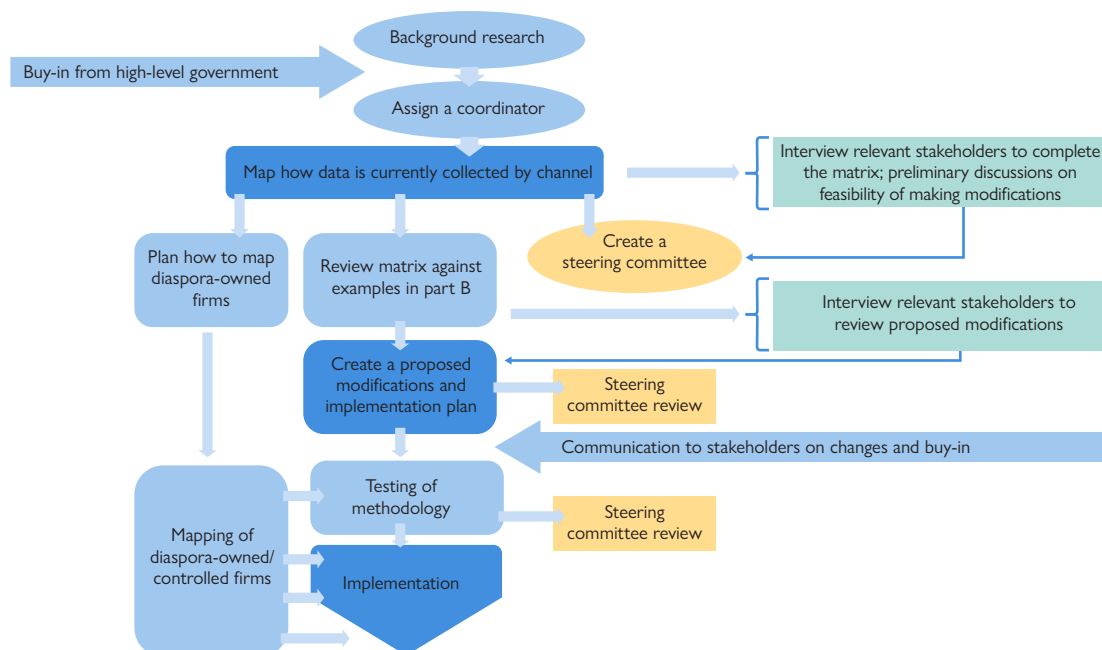 Background research
Buy-in from high-level government
Assign a coordinator
Map how data is currently collected by channel
Interview relevant stakeholders to complete
the matrix; preliminary discussions on
feasibility of making modifications
Plan how to map
diaspora-owned
firms
Review matrix against
examples in part B
Create a
steering committee
Interview relevant stakeholders to
review proposed modifications
Create a proposed
modifications and
implementation plan
Steering
committee review
Communication to stakeholders on changes and buy-in
Testing of
methodology
Steering
committee review
Mapping of
diaspora-owned/
controlled firms
Implementation